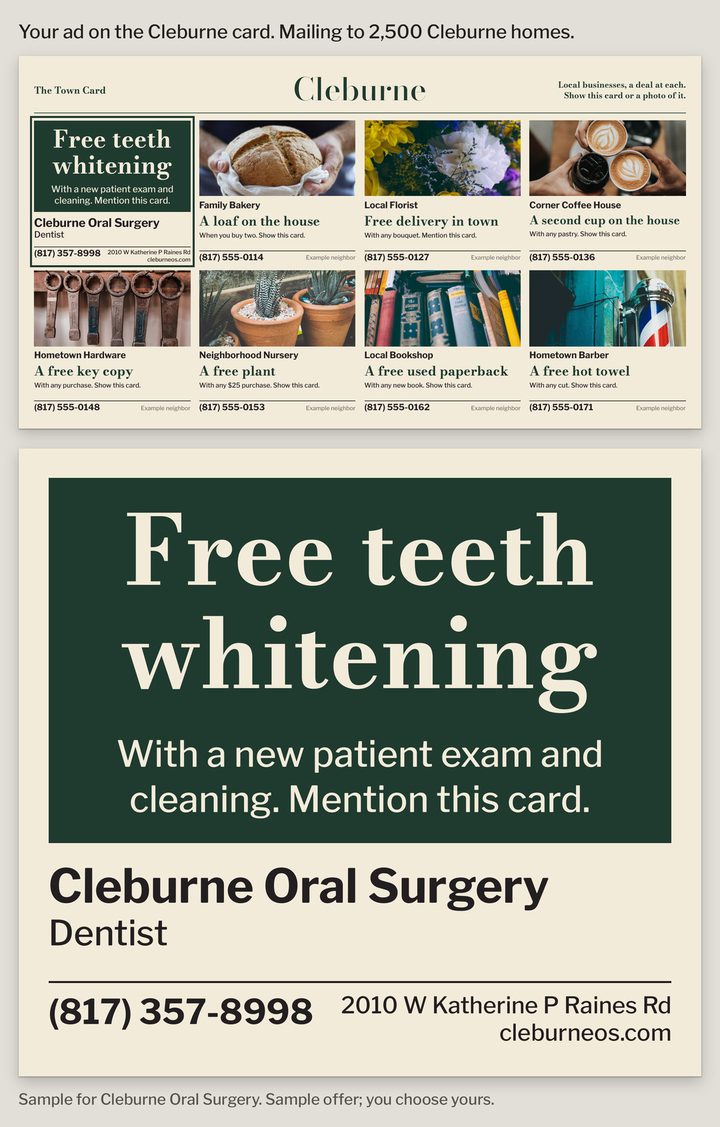 Your ad on the Cleburne card. Mailing to 2,500 Cleburne homes.
The Town Card
Cleburne
Local businesses, a deal at each.
Show this card or a photo of it.
Free teeth
whitening
With a new patient exam and
cleaning. Mention this card.
Cleburne Oral Surgery
Dentist
(817) 357-8998
2010 W Katherine P Raines Rd
cleburneos.com
Family Bakery
A loaf on the house
When you buy two. Show this card.
(817) 555-0114
Example neighbor
Local Florist
Free delivery in town
With any bouquet. Mention this card.
(817) 555-0127
Example neighbor
Corner Coffee House
A second cup on the house
With any pastry. Show this card.
(817) 555-0136
Example neighbor
Hometown Hardware
A free key copy
With any purchase. Show this card.
(817) 555-0148
Example neighbor
Neighborhood Nursery
A free plant
With any $25 purchase. Show this card.
(817) 555-0153
Example neighbor
Local Bookshop
A free used paperback
With any new book. Show this card.
(817) 555-0162
Example neighbor
Hometown Barber
A free hot towel
With any cut. Show this card.
(817) 555-0171
Example neighbor
Free teeth
whitening
With a new patient exam and
cleaning. Mention this card.
Cleburne Oral Surgery
Dentist
(817) 357-8998
2010 W Katherine P Raines Rd
cleburneos.com
Sample for Cleburne Oral Surgery. Sample offer; you choose yours.